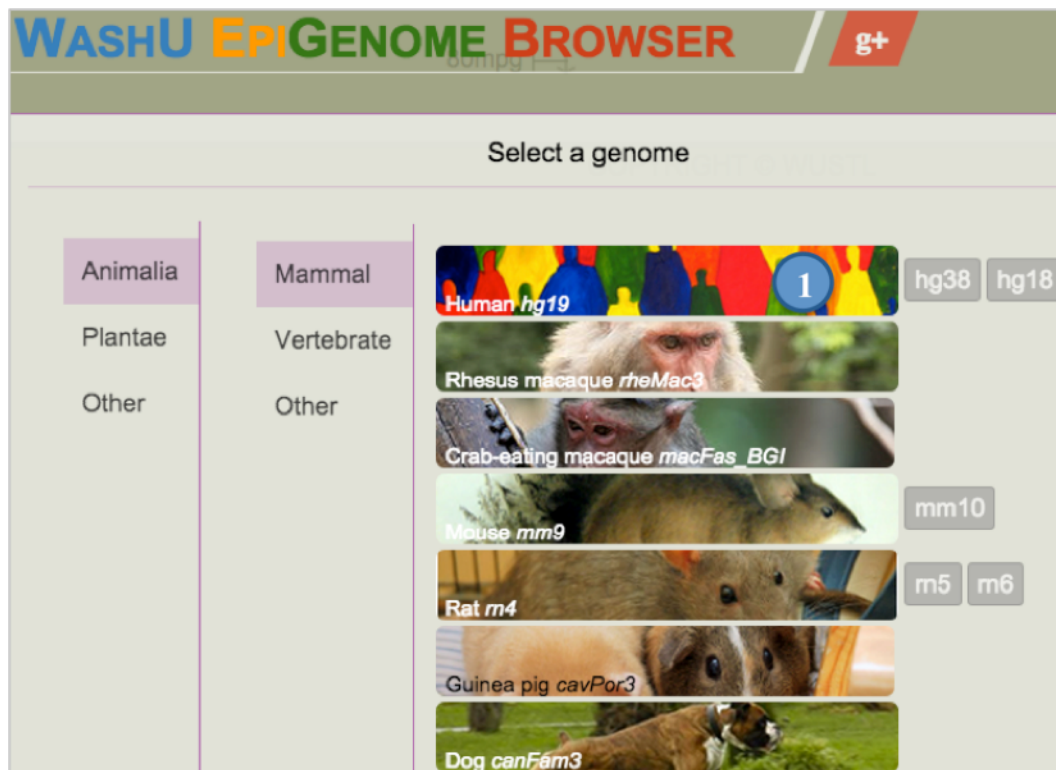 WASHU EPIGENOME BROWSER g+
Select a genome
Animalia
Plantae
Other
Mammal
Vertebrate
Other
Human hg19 1 hg38 hg18
Rhesus macaque rheMac3
Crab-eating macaque macFas_BGI
Mouse mm9 mm10
Rat rn4 rn5 rn6
Guinea pig cavPor3
Dog canFam3